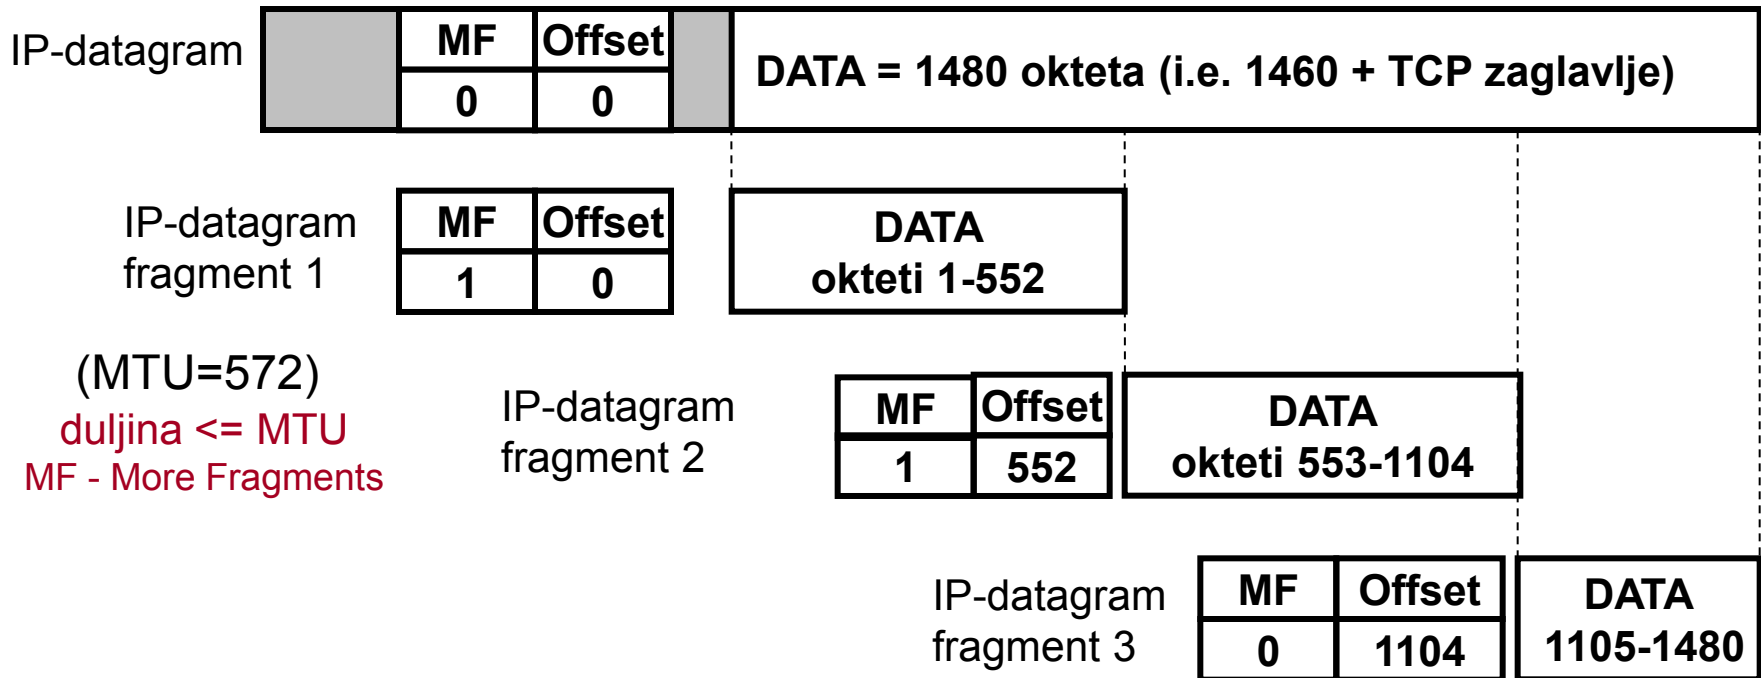 IP-datagram
MF Offset
0 0
DATA = 1480 okteta (i.e. 1460 + TCP zaglavlje)
IP-datagram
fragment 1
MF Offset
1 0
DATA
okteti 1-552
(MTU=572)
duljina <= MTU
MF - More Fragments
IP-datagram
fragment 2
MF Offset
1 552
DATA
okteti 553-1104
IP-datagram
fragment 3
MF Offset
0 1104
DATA
1105-1480